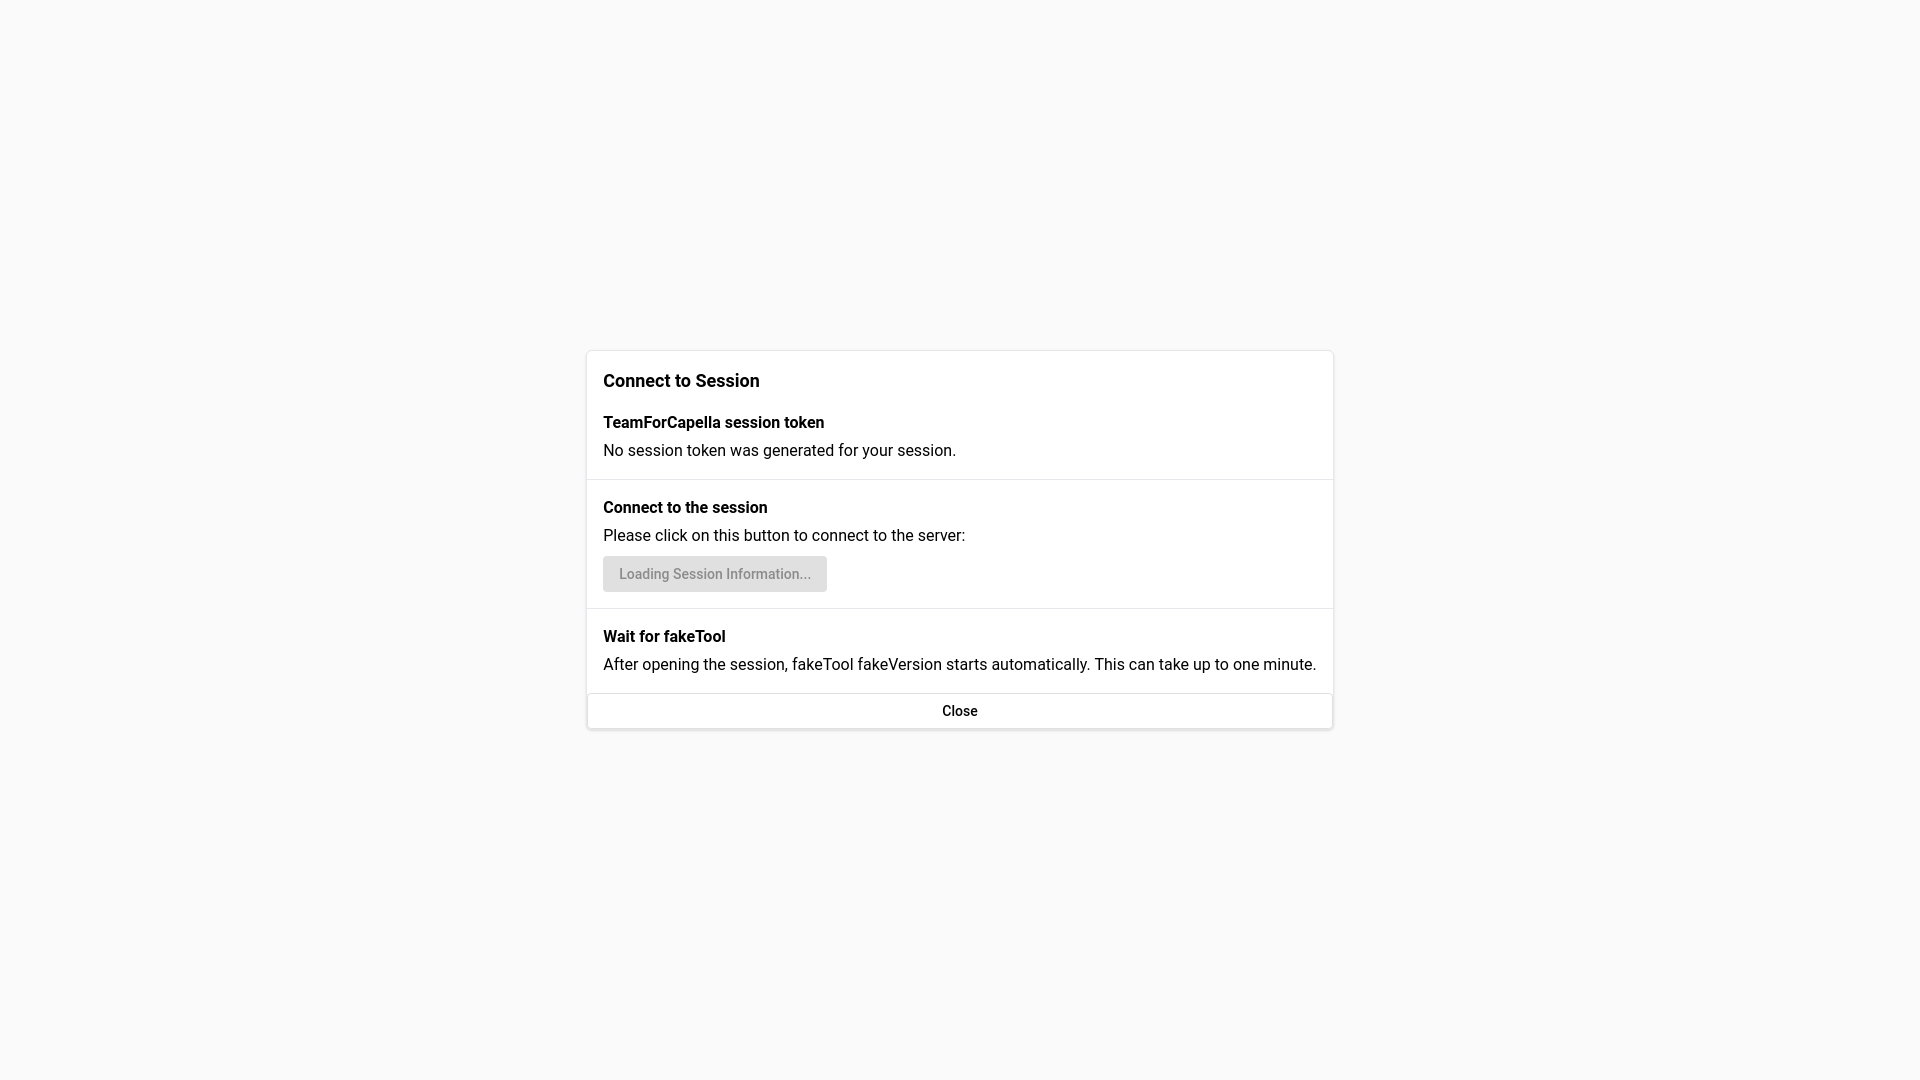 Connect to Session
TeamForCapella session token
No session token was generated for your session.
Connect to the session
Please click on this button to connect to the server:
Loading Session Information...
Wait for fakeTool
After opening the session, fakeTool fakeVersion starts automatically. This can take up to one minute.
Close